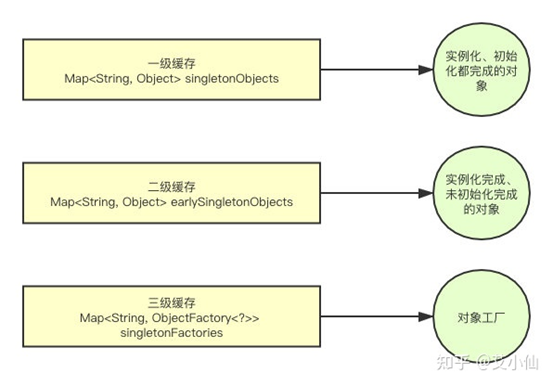 一级缓存
Map<String, Object> singletonObjects
实例化、初始
化都完成的对
象
二级缓存
Map<String, Object> earlySingletonObjects
实例化完成、
未初始化完成
的对象
三级缓存
Map<String, ObjectFactory<?>>
singletonFactories
对象工厂
知乎 @艾小仙